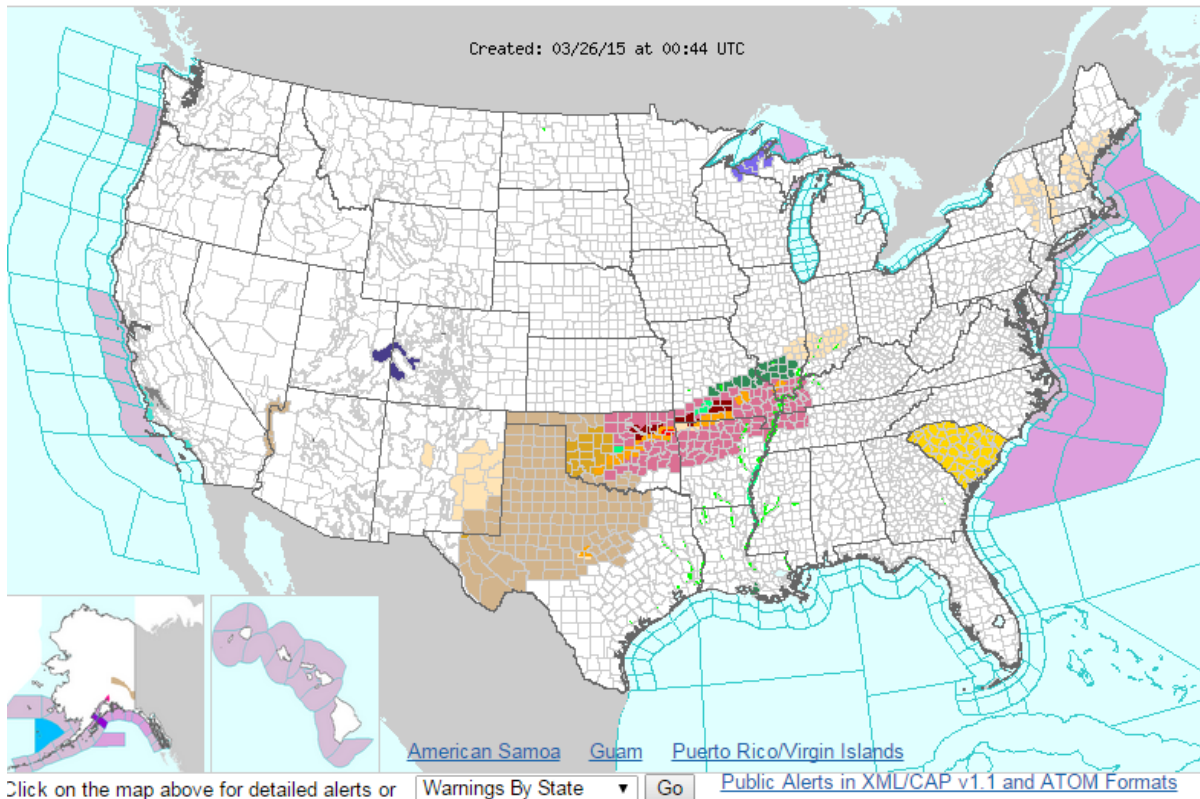 Created: 03/26/15 at 00:44 UTC
American Samoa Guam Puerto Rico/Virgin Islands
Click on the map above for detailed alerts or Warnings By State Go Public Alerts in XML/CAP v1.1 and ATOM Formats